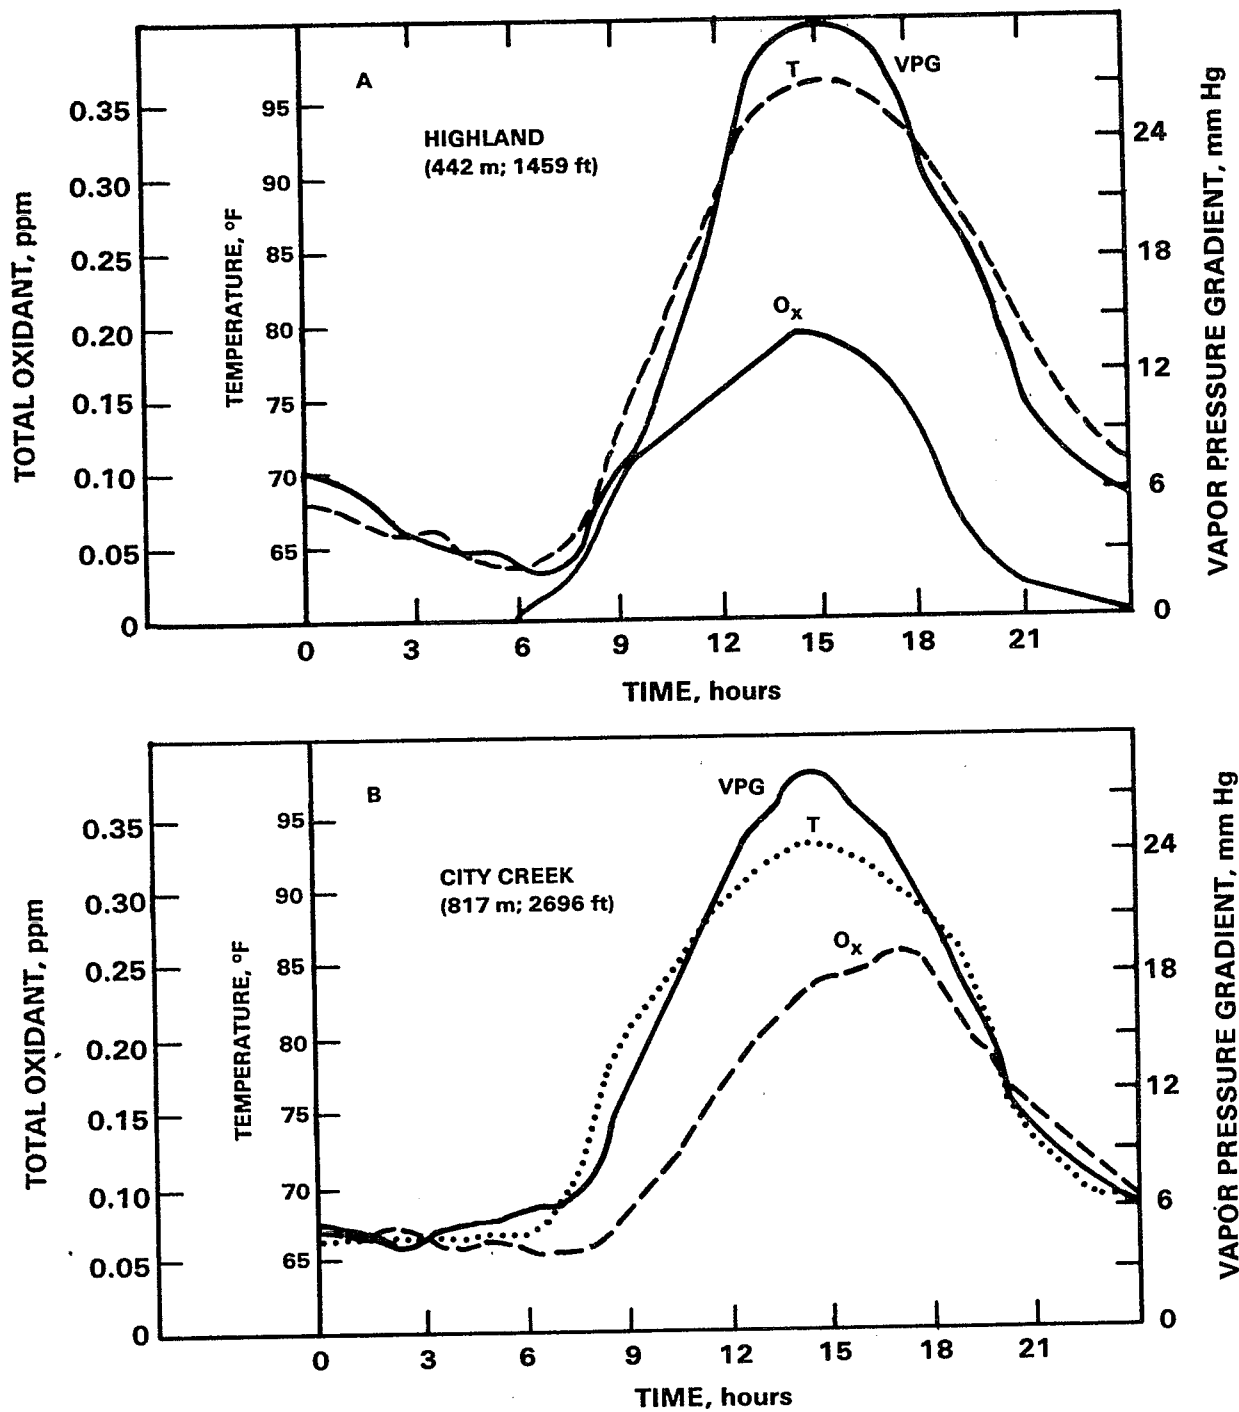 A
HIGHLAND
(442 m; 1459 ft)
T
VPG
Ox
TOTAL OXIDANT, ppm
0.35
0.30
0.25
0.20
0.15
0.10
0.05
0
TEMPERATURE, ºF
95
90
85
80
75
70
65
VAPOR PRESSURE GRADIENT, mm Hg
24
18
12
6
0
0 3 6 9 12 15 18 21
TIME, hours
B
CITY CREEK
(817 m; 2696 ft)
VPG
T
Ox
TOTAL OXIDANT, ppm
0.35
0.30
0.25
0.20
0.15
0.10
0.05
0
TEMPERATURE, ºF
95
90
85
80
75
70
65
VAPOR PRESSURE GRADIENT, mm Hg
24
18
12
6
0
0 3 6 9 12 15 18 21
TIME, hours